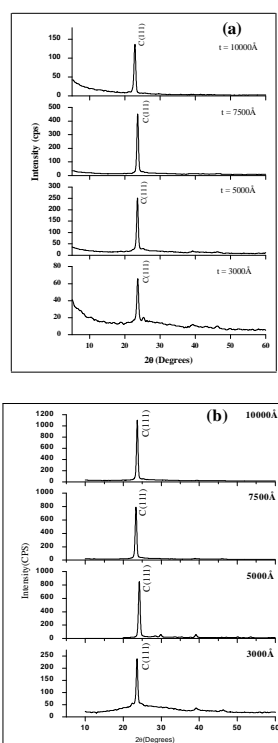 (a)
t = 10000Å
C(111)
150
100
50
0
t = 7500Å
C(111)
500
400
300
200
100
0
t = 5000Å
C(111)
300
250
200
150
100
50
0
t = 3000Å
C(111)
80
60
40
20
0
10 20 30 40 50 60
Intensity (cps)
2θ (Degrees)
(b)
10000Å
C(111)
1200
1000
800
600
400
200
0
7500Å
C(111)
1000
800
600
400
200
0
5000Å
C(111)
1000
800
600
400
200
0
3000Å
C(111)
250
200
150
100
50
0
10 20 30 40 50 60
Intensity(CPS)
2θ(Degrees)